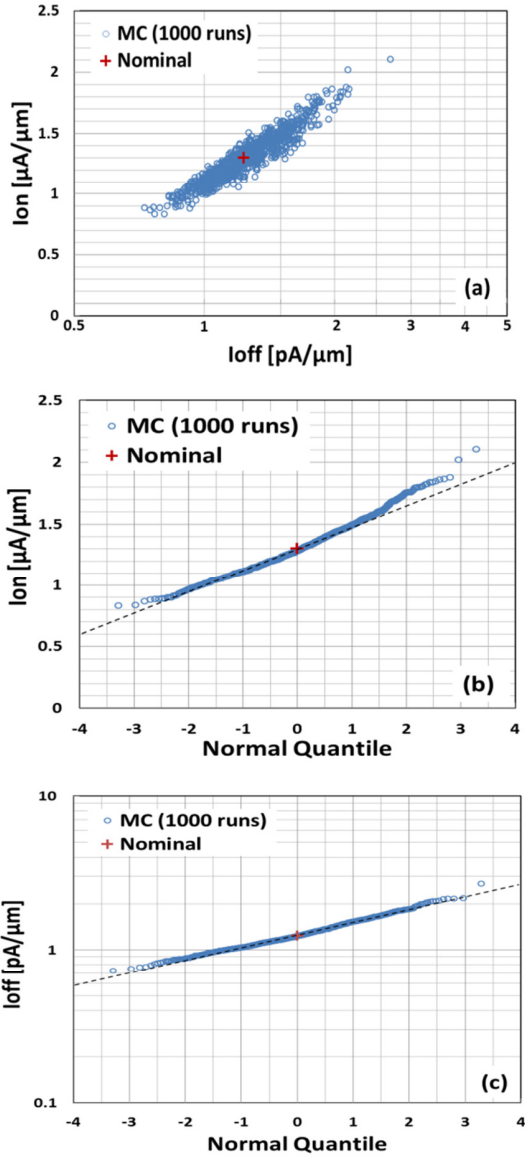 2.5
MC (1000 runs)
Nominal
2
1.5
1
0.5
0
0.5
1
2
3
4
5
Ion [µA/µm]
Ioff [pA/µm]
(a)
2.5
MC (1000 runs)
Nominal
2
1.5
1
0.5
0
-4
-3
-2
-1
0
1
2
3
4
Ion [µA/µm]
Normal Quantile
(b)
10
MC (1000 runs)
Nominal
1
0.1
-4
-3
-2
-1
0
1
2
3
4
Ioff [pA/µm]
Normal Quantile
(c)